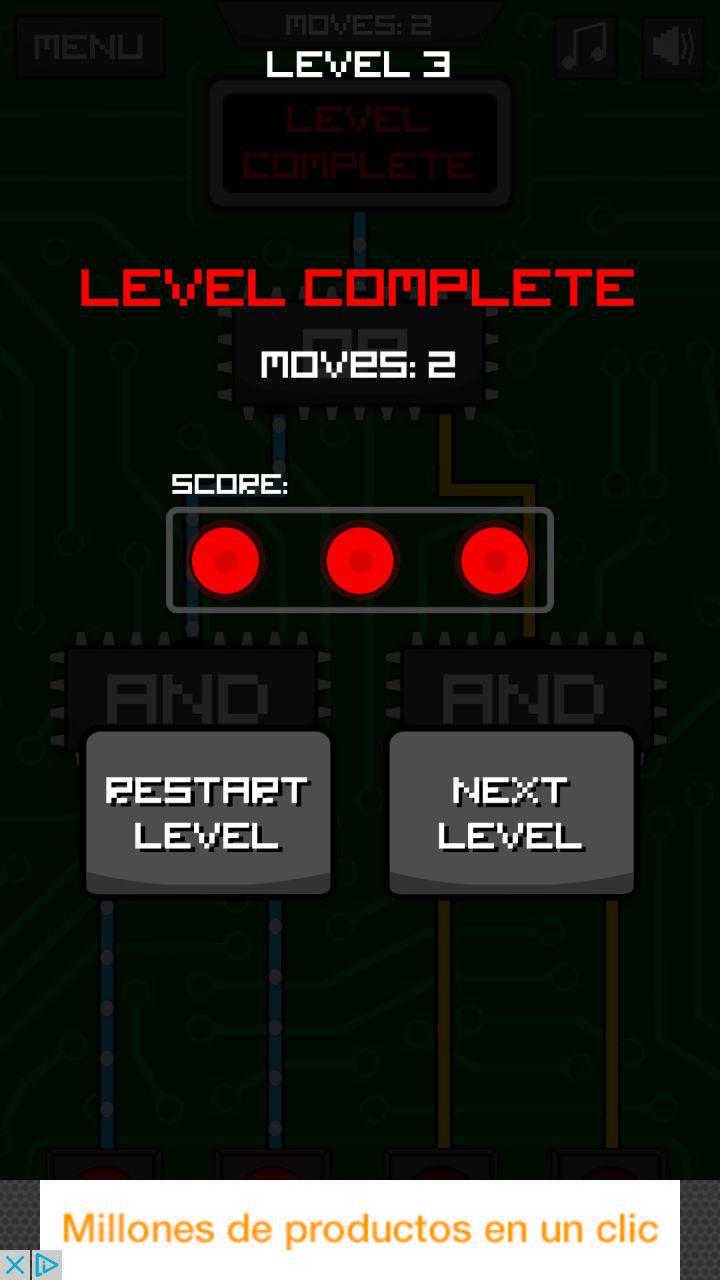 MOVES: 2
MENU
LEVEL 3
LEVEL
COMPLETE
LEVEL COMPLETE
OR
MOVES: 2
SCORE:
AND AND
RESTART
LEVEL
NEXT
LEVEL
Millones de productos en un clic